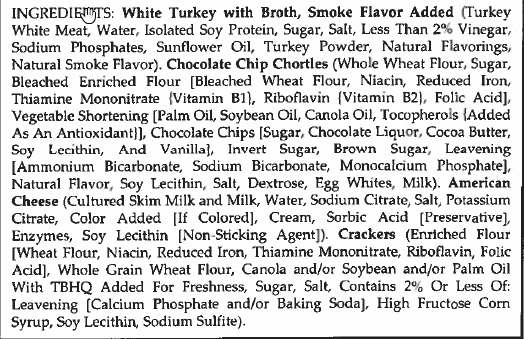 INGREDIENTS: White Turkey with Broth, Smoke Flavor Added (Turkey
White Meat, Water, Isolated Soy Protein, Sugar, Salt, Less Than 2% Vinegar,
Sodium Phosphates, Sunflower Oil, Turkey Powder, Natural Flavorings,
Natural Smoke Flavor). Chocolate Chip Chortles (Whole Wheat Flour, Sugar,
Bleached Enriched Flour [Bleached Wheat Flour, Niacin, Reduced Iron,
Thiamine Mononitrate {Vitamin B1}, Riboflavin {Vitamin B2}, Folic Acid],
Vegetable Shortening [Palm Oil, Soybean Oil, Canola Oil, Tocopherols {Added
As An Antioxidant}], Chocolate Chips [Sugar, Chocolate Liquor, Cocoa Butter,
Soy Lecithin, And Vanilla], Invert Sugar, Brown Sugar, Leavening
[Ammonium Bicarbonate, Sodium Bicarbonate, Monocalcium Phosphate],
Natural Flavor, Soy Lecithin, Salt, Dextrose, Egg Whites, Milk). American
Cheese (Cultured Skim Milk and Milk, Water, Sodium Citrate, Salt, Potassium
Citrate, Color Added [If Colored], Cream, Sorbic Acid [Preservative],
Enzymes, Soy Lecithin [Non-Sticking Agent]). Crackers (Enriched Flour
[Wheat Flour, Niacin, Reduced Iron, Thiamine Mononitrate, Riboflavin, Folic
Acid], Whole Grain Wheat Flour, Canola and/or Soybean and/or Palm Oil
With TBHQ Added For Freshness, Sugar, Salt, Contains 2% Or Less Of:
Leavening [Calcium Phosphate and/or Baking Soda], High Fructose Corn
Syrup, Soy Lecithin, Sodium Sulfite).